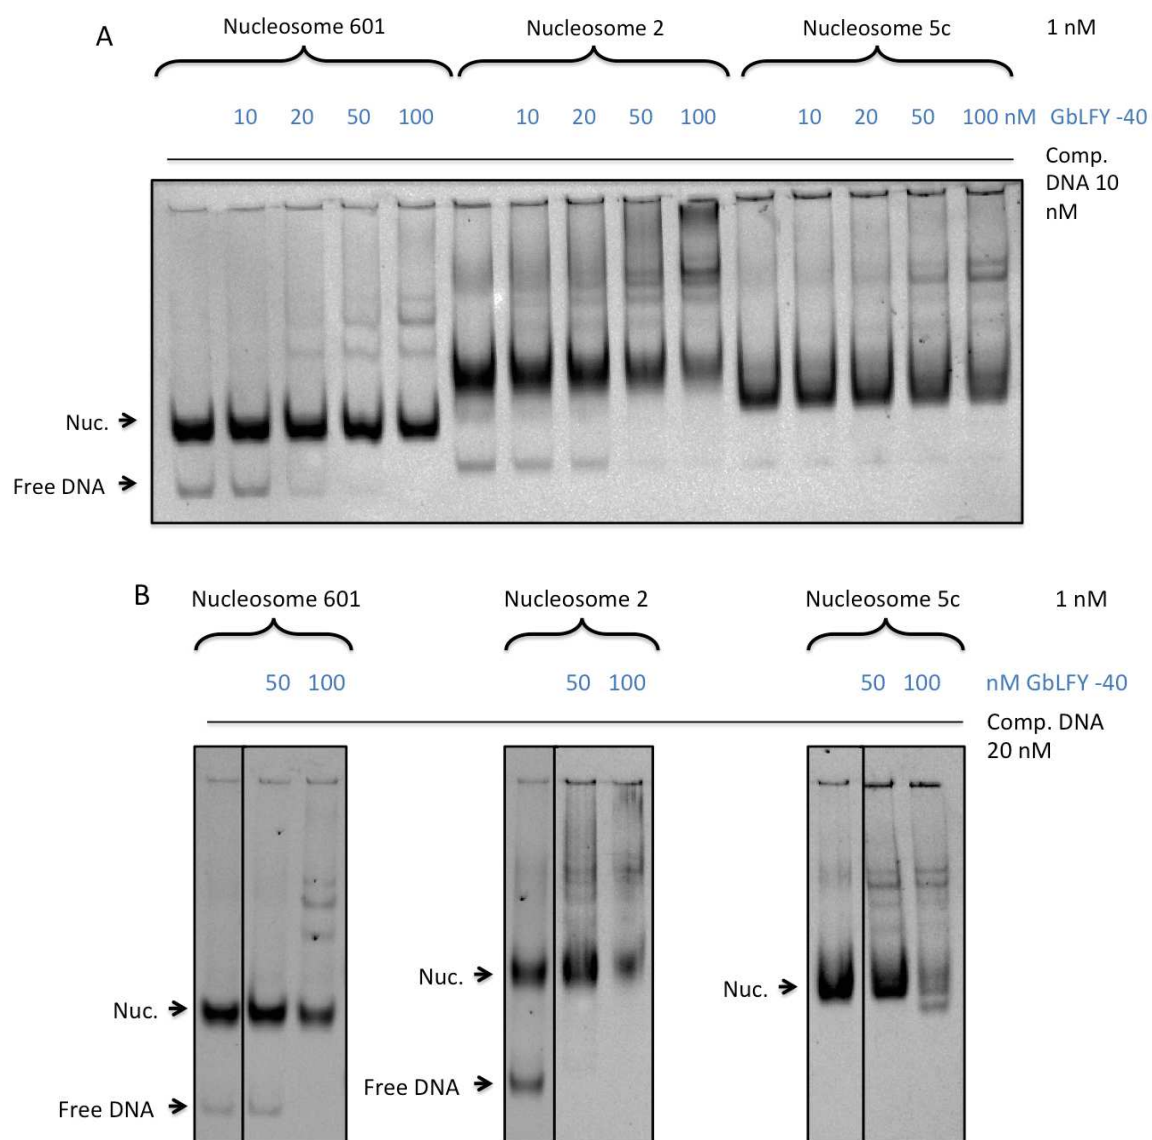 A
Nucleosome 601 Nucleosome 2 Nucleosome 5c 1 nM
10 20 50 100 10 20 50 100 10 20 50 100 nM GbLFY -40
Comp.
DNA 10
nM
Nuc.
Free DNA
B
Nucleosome 601 Nucleosome 2 Nucleosome 5c 1 nM
50 100 50 100 50 100 nM GbLFY -40
Comp. DNA
20 nM
Nuc. Nuc. Nuc.
Free DNA Free DNA